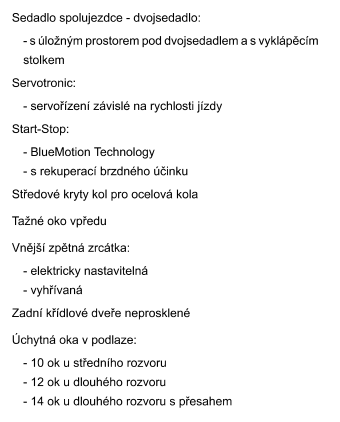 Sedadlo spolujezdce - dvojsedadlo:
- s úložným prostorem pod dvojsedadlem a s vyklápěcím
stolkem
Servotronic:
- servořízení závislé na rychlosti jízdy
Start-Stop:
- BlueMotion Technology
- s rekuperací brzdného účinku
Středové kryty kol pro ocelová kola
Tažné oko vpředu
Vnější zpětná zrcátka:
- elektricky nastavitelná
- vyhřívaná
Zadní křídlové dveře neprosklené
Úchytná oka v podlaze:
- 10 ok u středního rozvoru
- 12 ok u dlouhého rozvoru
- 14 ok u dlouhého rozvoru s přesahem